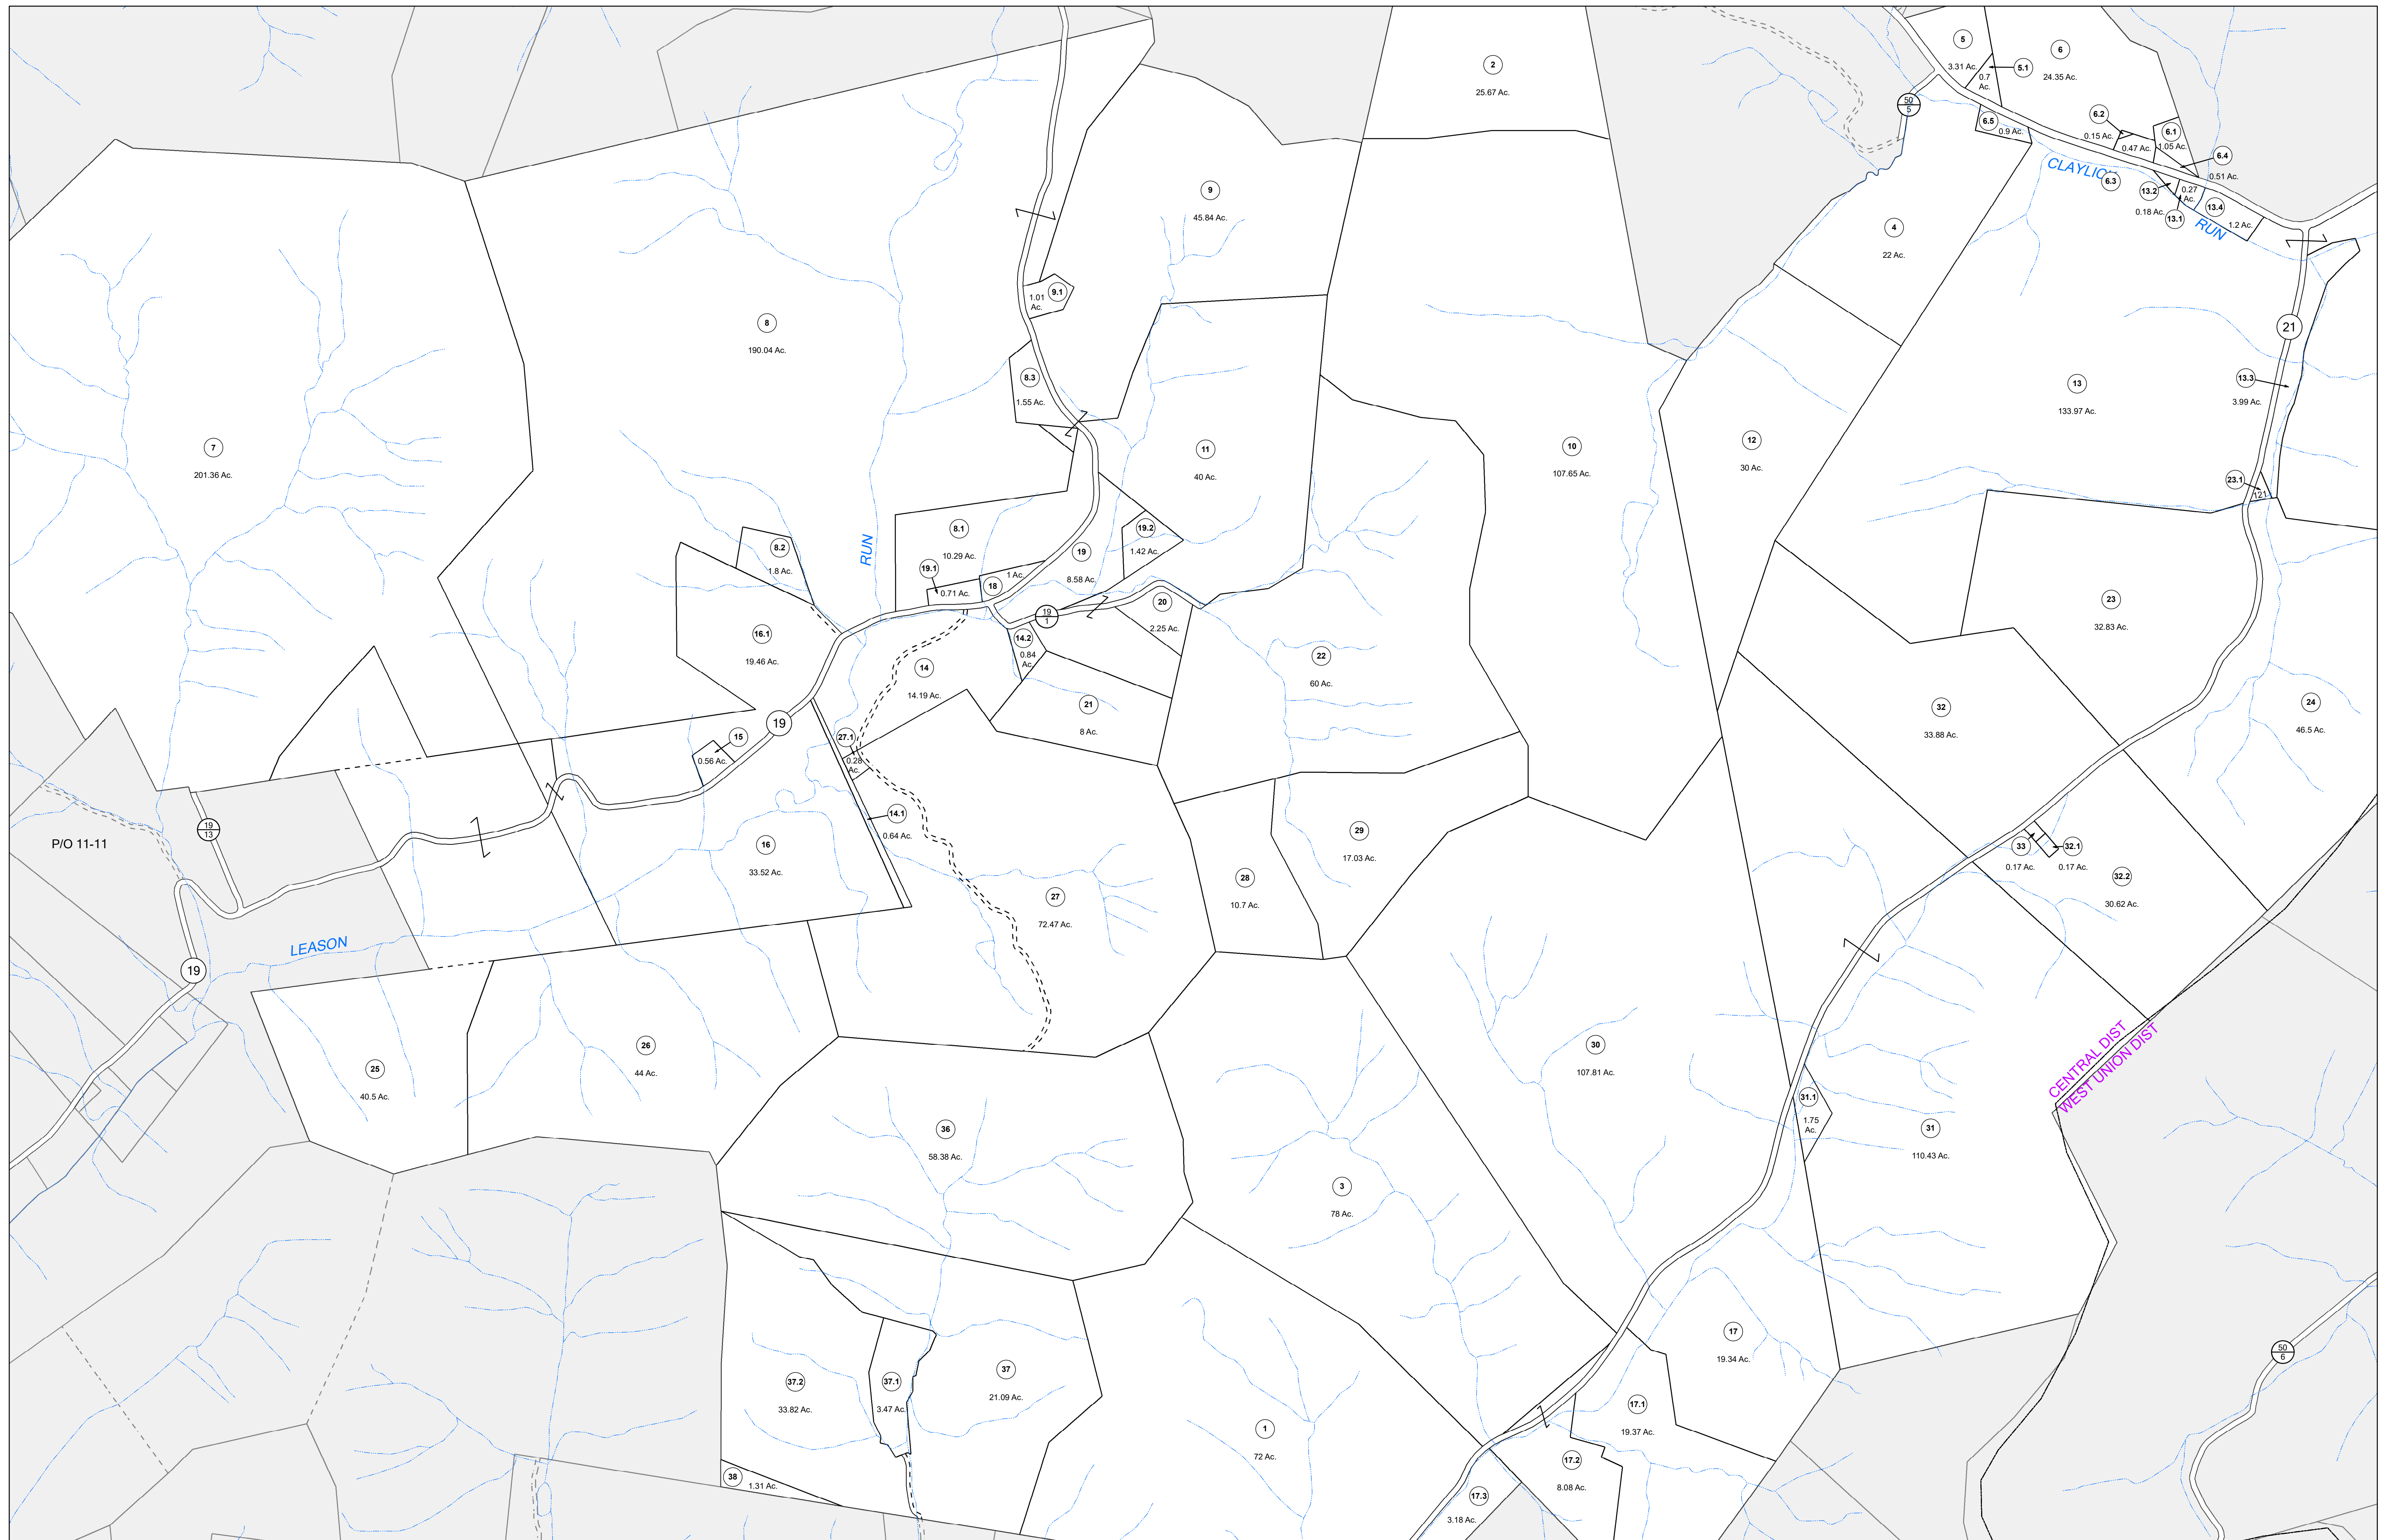 5
3.31 Ac.
5.1
0.7
Ac.
6
24.35 Ac.
2
25.67 Ac.
50
5
6.5
0.9 Ac.
6.2
0.15 Ac.
0.47 Ac.
6.1
1.05 Ac.
6.4
0.51 Ac.
CLAYLICK
6.3
13.2
0.18 Ac.
13.1
0.27
Ac.
13.4
1.2 Ac.
RUN
9
45.84 Ac.
4
22 Ac.
9.1
1.01
Ac.
8
190.04 Ac.
21
8.3
1.55 Ac.
13
133.97 Ac.
13.3
3.99 Ac.
7
201.36 Ac.
11
40 Ac.
10
107.65 Ac.
12
30 Ac.
23.1
121
8.1
10.29 Ac.
19.2
1.42 Ac.
8.2
1.8 Ac.
RUN
19.1
0.71 Ac.
18
1 Ac.
19
8.58 Ac.
19
1
20
2.25 Ac.
23
32.83 Ac.
16.1
19.46 Ac.
14.2
0.84
Ac.
14
14.19 Ac.
22
60 Ac.
21
8 Ac.
32
33.88 Ac.
24
46.5 Ac.
19
15
0.56 Ac.
27.1
0.28
Ac.
14.1
0.64 Ac.
P/O 11-11
19
13
16
33.52 Ac.
29
17.03 Ac.
33
0.17 Ac.
32.1
0.17 Ac.
32.2
30.62 Ac.
28
10.7 Ac.
27
72.47 Ac.
LEASON
19
25
40.5 Ac.
26
44 Ac.
30
107.81 Ac.
CENTRAL DIST
WEST UNION DIST
31.1
1.75
Ac.
31
110.43 Ac.
36
58.38 Ac.
3
78 Ac.
17
19.34 Ac.
50
6
37.2
33.82 Ac.
37.1
3.47 Ac.
37
21.09 Ac.
17.1
19.37 Ac.
1
72 Ac.
17.2
8.08 Ac.
38
1.31 Ac.
17.3
3.18 Ac.